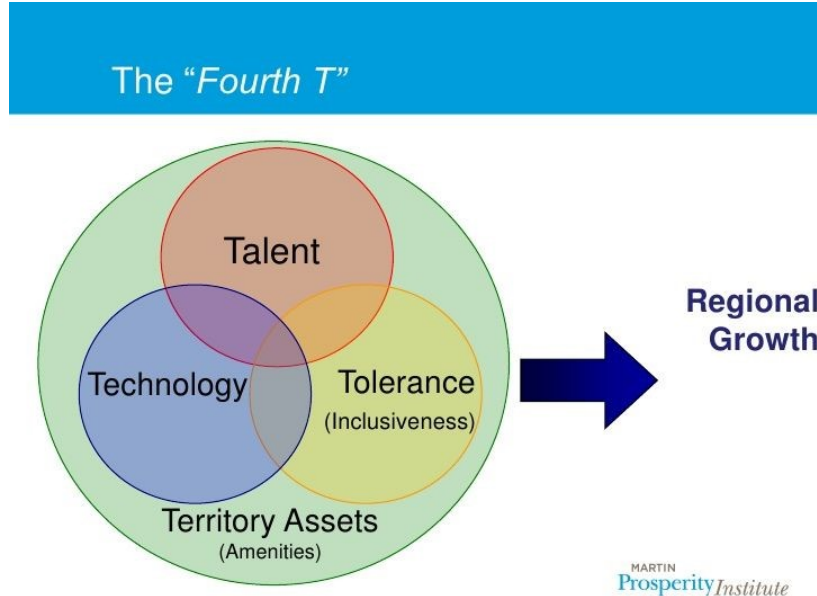 The “Fourth T”
Talent
Technology
Tolerance
(Inclusiveness)
Territory Assets
(Amenities)
Regional
Growth
MARTIN
Prosperity Institute